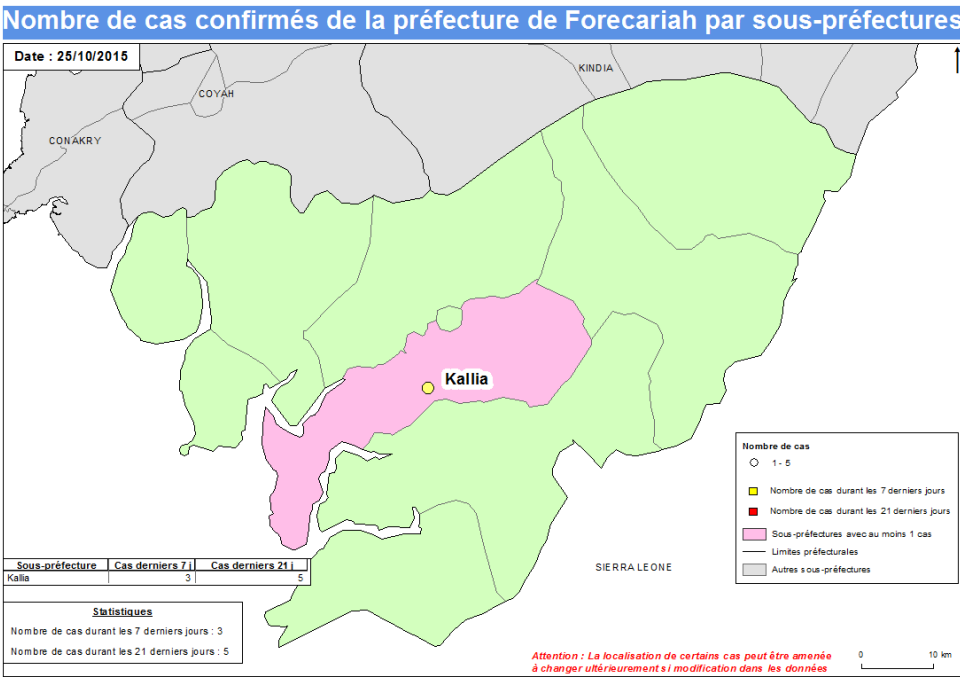 Nombre de cas confirmés de la préfecture de Forecariah par sous-préfectures
Date : 25/10/2015
KINDIA
COYAH
CONAKRY
Kallia
Nombre de cas
1 - 5
Nombre de cas durant les 7 derniers jours
Nombre de cas durant les 21 derniers jours
Sous-préfectures avec au moins 1 cas
Limites préfecturales
Autres sous-préfectures
SIERRA LEONE
Sous-préfecture Cas derniers 7 j Cas derniers 21 j
Kallia 3 5
Statistiques
Nombre de cas durant les 7 derniers jours : 3
Nombre de cas durant les 21 derniers jours : 5
Attention : La localisation de certains cas peut être amenée
à changer ultérieurement si modification dans les données
0 10 km